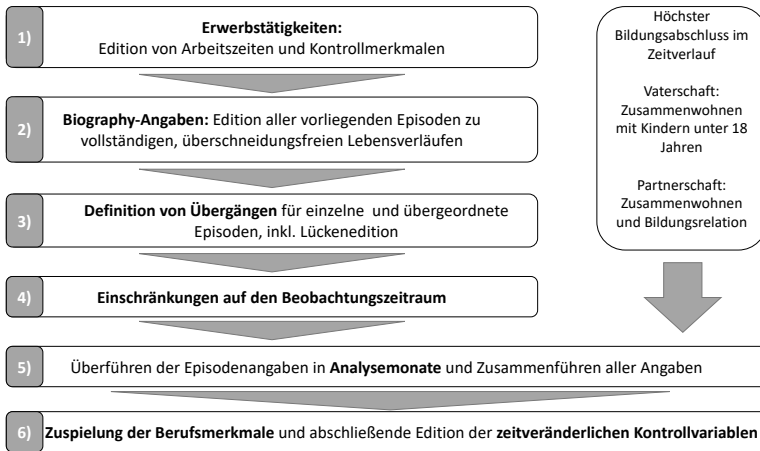 1)
Erwerbstätigkeiten:
Edition von Arbeitszeiten und Kontrollmerkmalen
2)
Biography-Angaben: Edition aller vorliegenden Episoden zu
vollständigen, überschneidungsfreien Lebensverläufen
3)
Definition von Übergängen für einzelne und übergeordnete
Episoden, inkl. Lückenedition
4)
Einschränkungen auf den Beobachtungszeitraum
Höchster
Bildungsabschluss im
Zeitverlauf
Vaterschaft:
Zusammenwohnen
mit Kindern unter 18
Jahren
Partnerschaft:
Zusammenwohnen
und Bildungsrelation
5)
Überführen der Episodenangaben in Analysemonate und Zusammenführen aller Angaben
6)
Zuspielung der Berufsmerkmale und abschließende Edition der zeitveränderlichen Kontrollvariablen